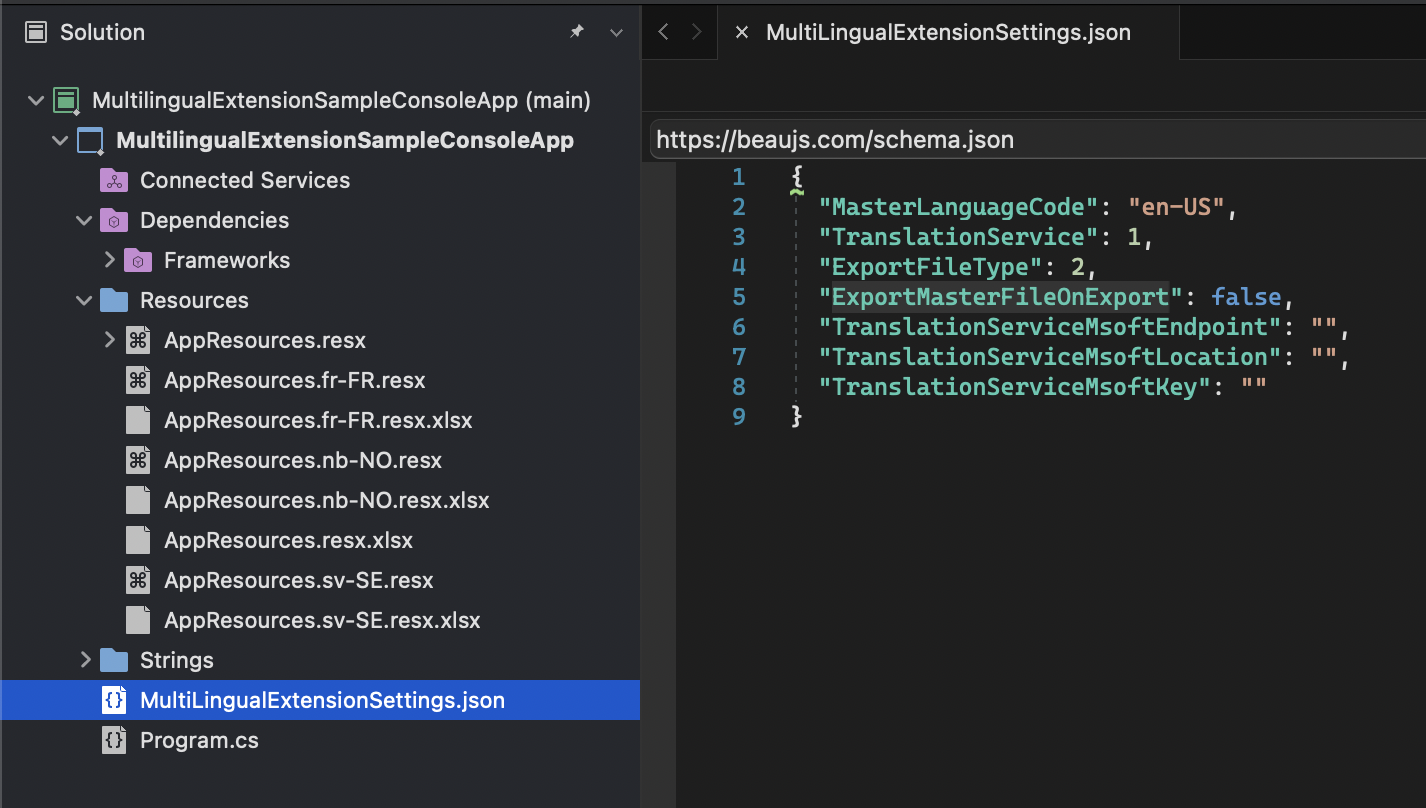 Solution
MultilingualExtensionSampleConsoleApp (main)
MultilingualExtensionSampleConsoleApp
Connected Services
Dependencies
Frameworks
Resources
AppResources.resx
AppResources.fr-FR.resx
AppResources.fr-FR.resx.xlsx
AppResources.nb-NO.resx
AppResources.nb-NO.resx.xlsx
AppResources.resx.xlsx
AppResources.sv-SE.resx
AppResources.sv-SE.resx.xlsx
Strings
MultiLingualExtensionSettings.json
Program.cs
MultiLingualExtensionSettings.json
https://beaujs.com/schema.json
1 {
2 "MasterLanguageCode": "en-US",
3 "TranslationService": 1,
4 "ExportFileType": 2,
5 "ExportMasterFileOnExport": false,
6 "TranslationServiceMsoftEndpoint": "",
7 "TranslationServiceMsoftLocation": "",
8 "TranslationServiceMsoftKey": ""
9 }